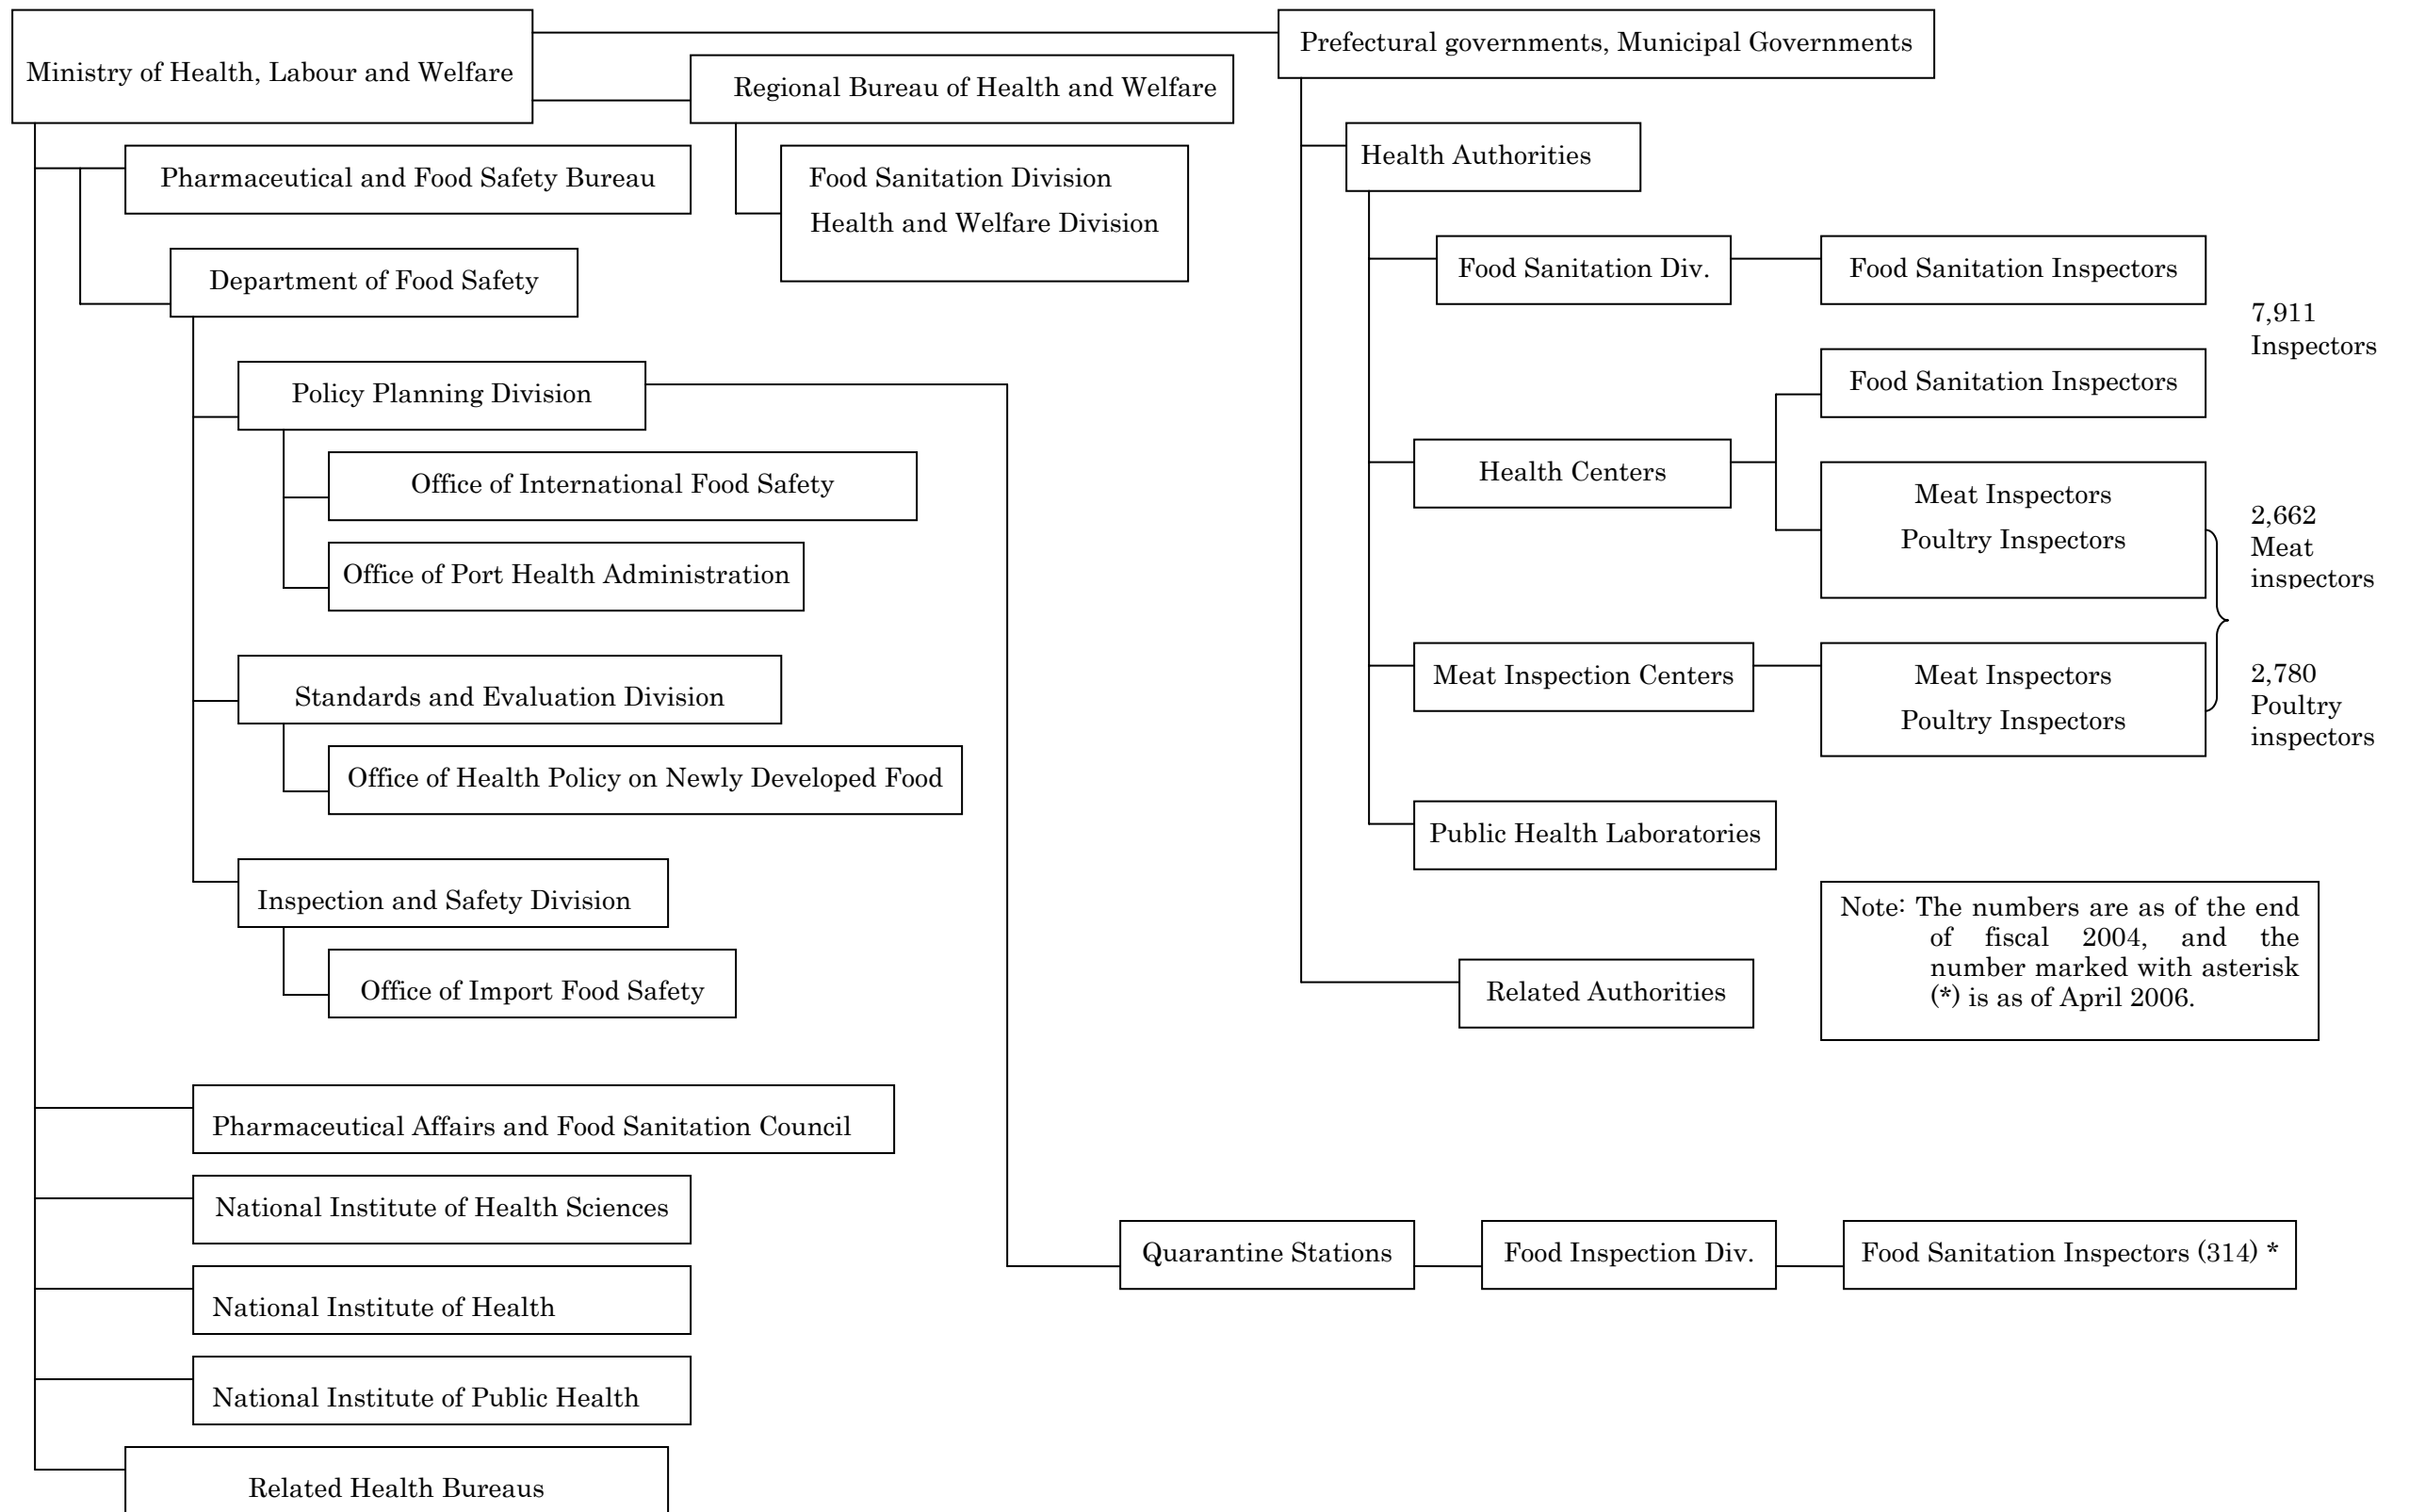 Ministry of Health, Labour and Welfare
Prefectural governments, Municipal Governments
Regional Bureau of Health and Welfare
Pharmaceutical and Food Safety Bureau
Food Sanitation Division
Health and Welfare Division
Department of Food Safety
Policy Planning Division
Office of International Food Safety
Office of Port Health Administration
Standards and Evaluation Division
Office of Health Policy on Newly Developed Food
Inspection and Safety Division
Office of Import Food Safety
Pharmaceutical Affairs and Food Sanitation Council
National Institute of Health Sciences
National Institute of Health
National Institute of Public Health
Related Health Bureaus
Health Authorities
Food Sanitation Div.
Food Sanitation Inspectors
7,911
Inspectors
Food Sanitation Inspectors
Health Centers
Meat Inspectors
Poultry Inspectors
2,662
Meat
inspectors
Meat Inspection Centers
Meat Inspectors
Poultry Inspectors
2,780
Poultry
inspectors
Public Health Laboratories
Related Authorities
Note: The numbers are as of the end
of fiscal 2004, and the
number marked with asterisk
(*) is as of April 2006.
Quarantine Stations
Food Inspection Div.
Food Sanitation Inspectors (314) *